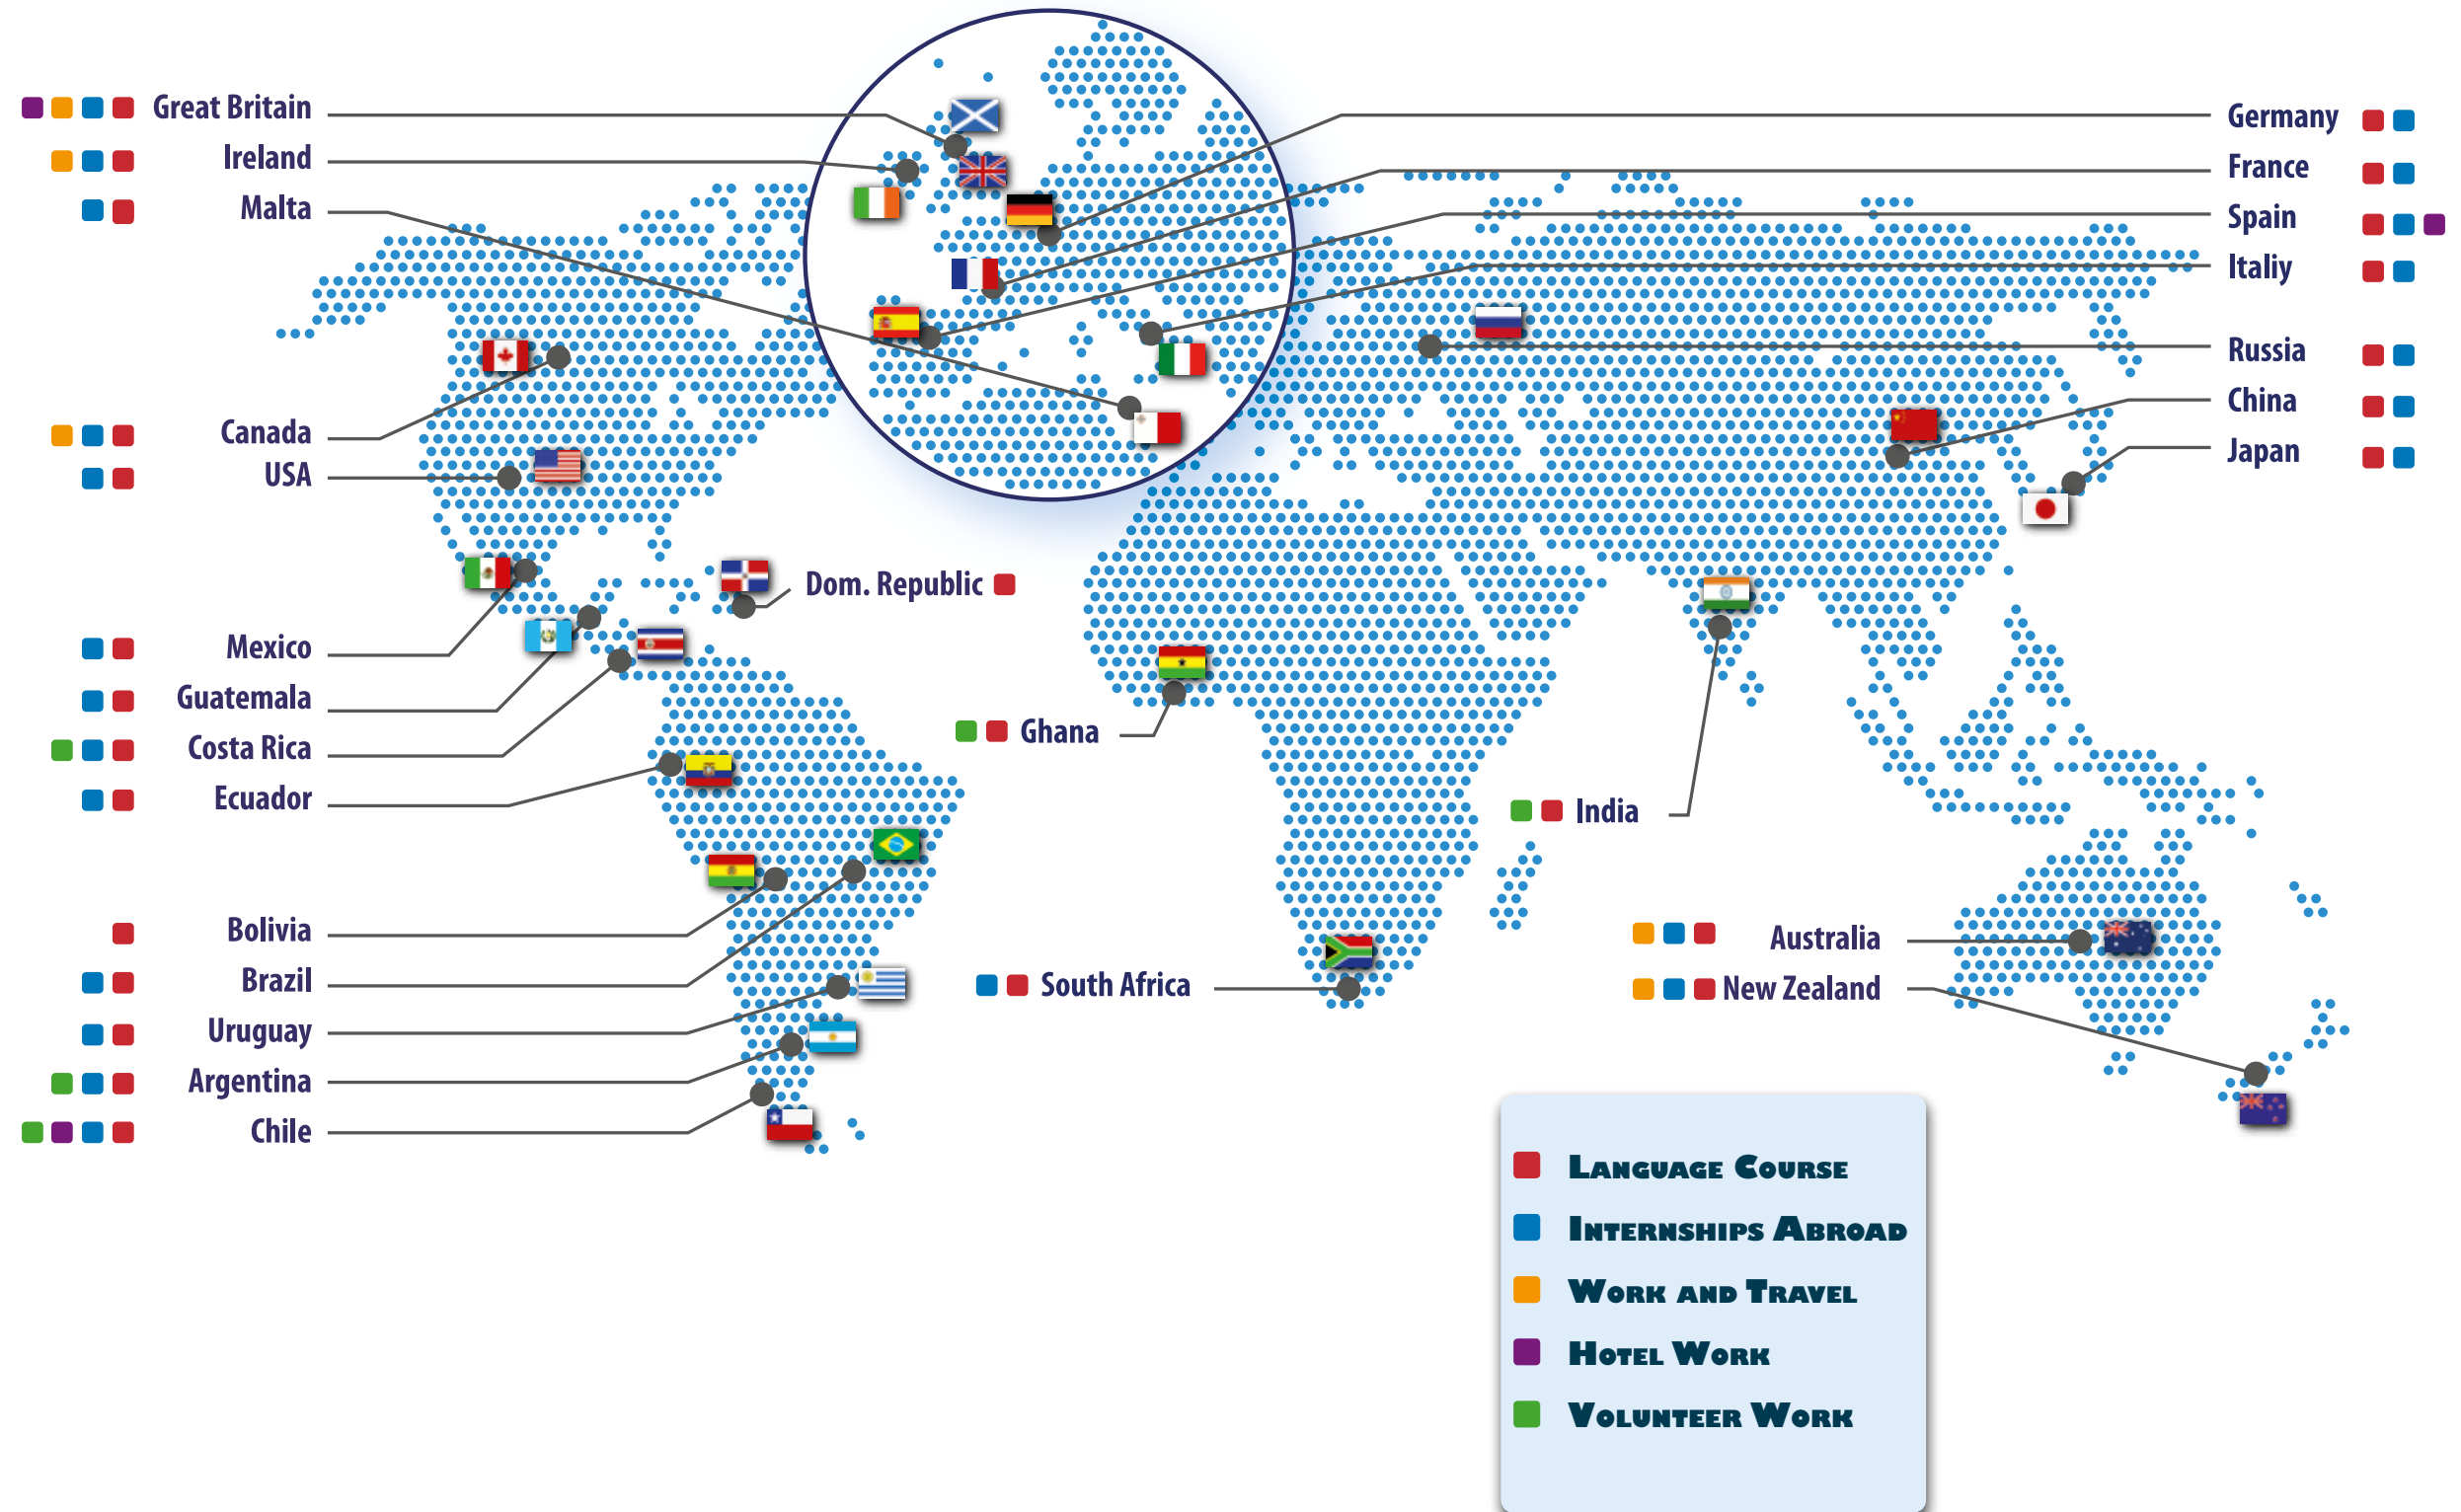 Great Britain
Ireland
Malta
Canada
USA
Mexico
Guatemala
Costa Rica
Ecuador
Bolivia
Brazil
Uruguay
Argentina
Chile
Dom. Republic
Ghana
South Africa
India
Australia
New Zealand
Germany
France
Spain
Italiy
Russia
China
Japan
Language Course
Internships Abroad
Work and Travel
Hotel Work
Volunteer Work